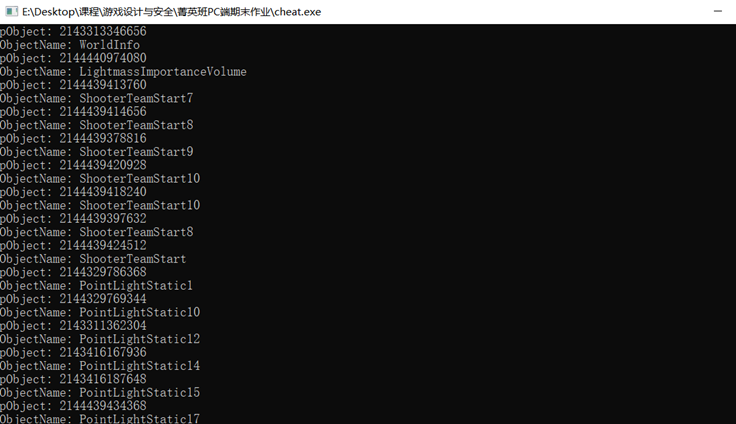 E:\Desktop\课程\游戏设计与安全\菁英班PC端期末作业\cheat.exe
pObject: 2143313346656
ObjectName: WorldInfo
pObject: 2144440974080
ObjectName: LightmassImportanceVolume
pObject: 2144439413760
ObjectName: ShooterTeamStart7
pObject: 2144439414656
ObjectName: ShooterTeamStart8
pObject: 2144439378816
ObjectName: ShooterTeamStart9
pObject: 2144439420928
ObjectName: ShooterTeamStart10
pObject: 2144439418240
ObjectName: ShooterTeamStart10
pObject: 2144439397632
ObjectName: ShooterTeamStart8
pObject: 2144439424512
ObjectName: ShooterTeamStart
pObject: 2144329786368
ObjectName: PointLightStatic1
pObject: 2144329769344
ObjectName: PointLightStatic10
pObject: 2143311362304
ObjectName: PointLightStatic12
pObject: 2143416167936
ObjectName: PointLightStatic14
pObject: 2143416187648
ObjectName: PointLightStatic15
pObject: 2144439434368
ObjectName: PointLightStatic17